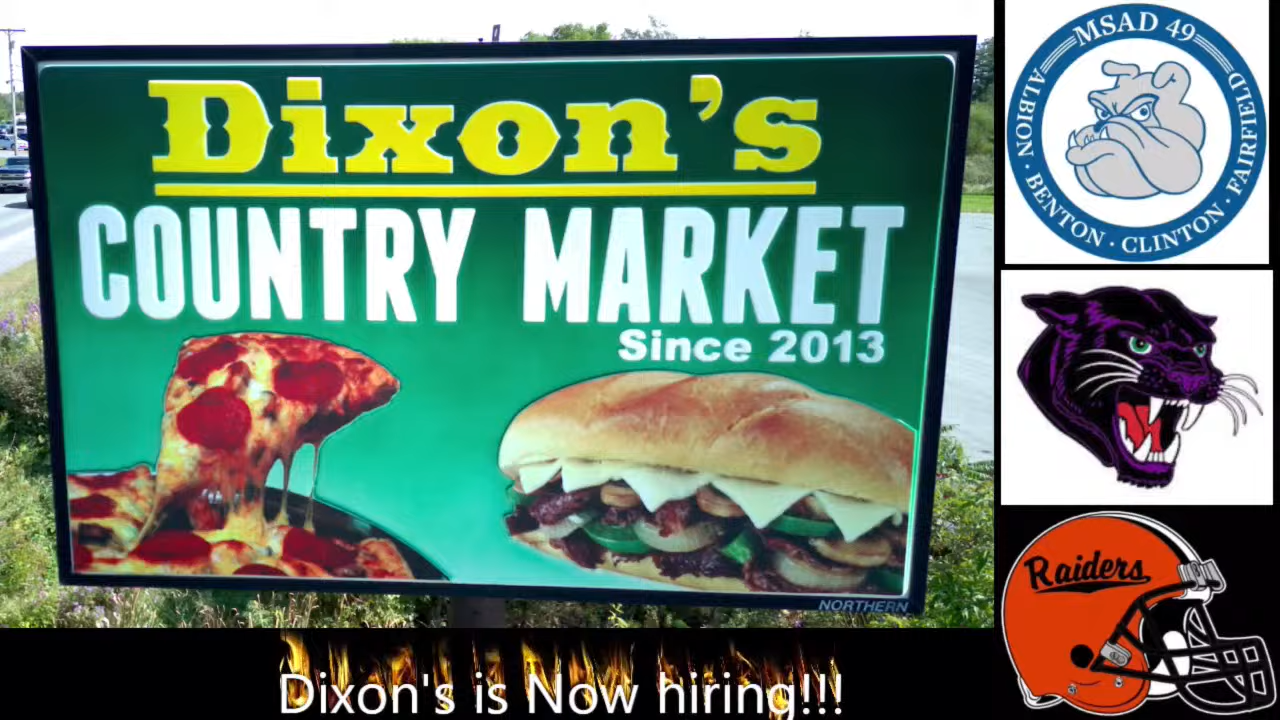 Dixon's
COUNTRY MARKET
Since 2013
NORTHERN
MSAD 49
ALBION · BENTON · CLINTON · FAIRFIELD
Raiders
Dixon's is Now hiring!!!